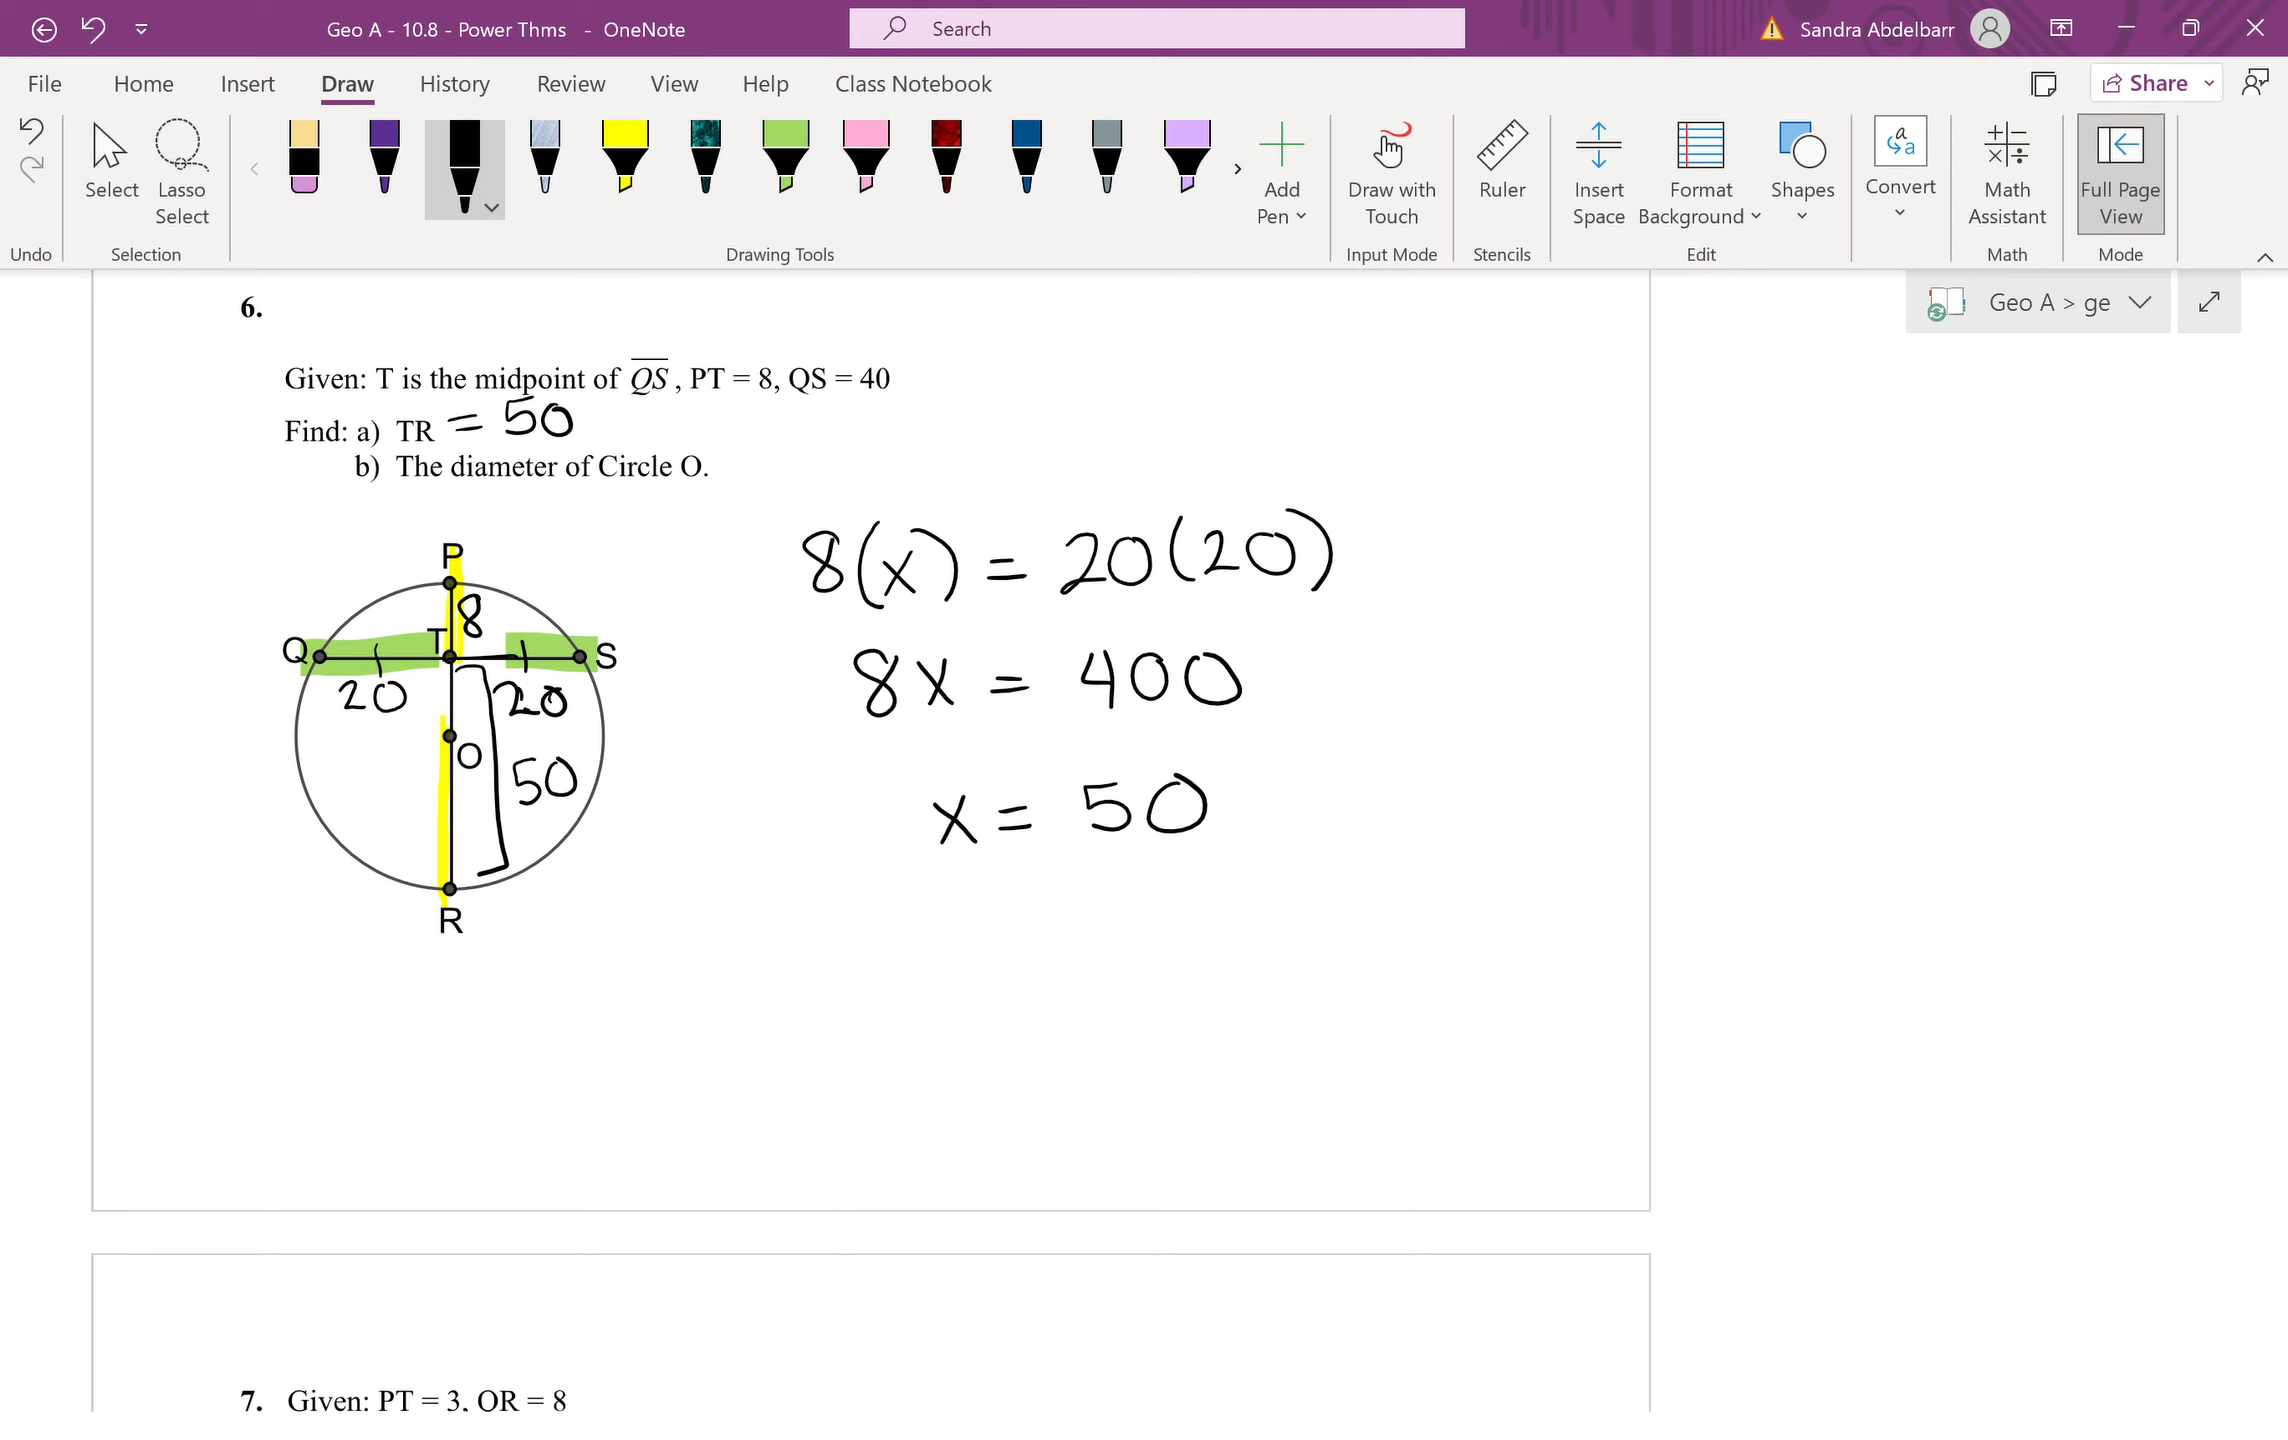 Geo A - 10.8 - Power Thms - OneNote
Search
Sandra Abdelbarr
File Home Insert Draw History Review View Help Class Notebook
Share
Select
Lasso Select
Add Pen
Draw with Touch
Ruler
Insert Space
Format Background
Shapes
a
a
Convert
Math Assistant
Full Page View
Undo
Selection
Drawing Tools
Input Mode
Stencils
Edit
Math
Mode
Geo A > ge
6.
Given: T is the midpoint of QS, PT = 8, QS = 40
Find: a) TR = 50
b) The diameter of Circle O.
P
8
Q
T
S
20
20
O
50
R
8(x) = 20(20)
8x = 400
x = 50
7. Given: PT = 3, OR = 8